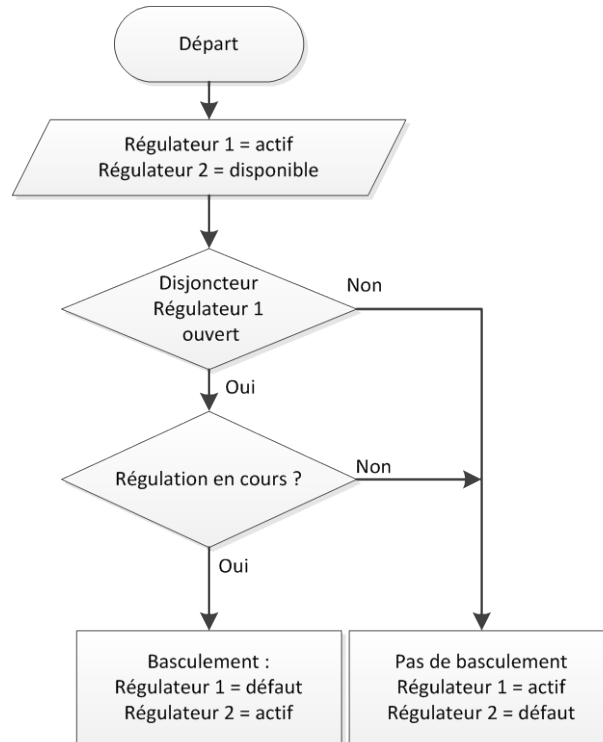 Départ
Régulateur 1 = actif
Régulateur 2 = disponible
Disjoncteur
Régulateur 1
ouvert
Non
Oui
Régulation en cours ?
Non
Oui
Basculement :
Régulateur 1 = défaut
Régulateur 2 = actif
Pas de basculement
Régulateur 1 = actif
Régulateur 2 = défaut